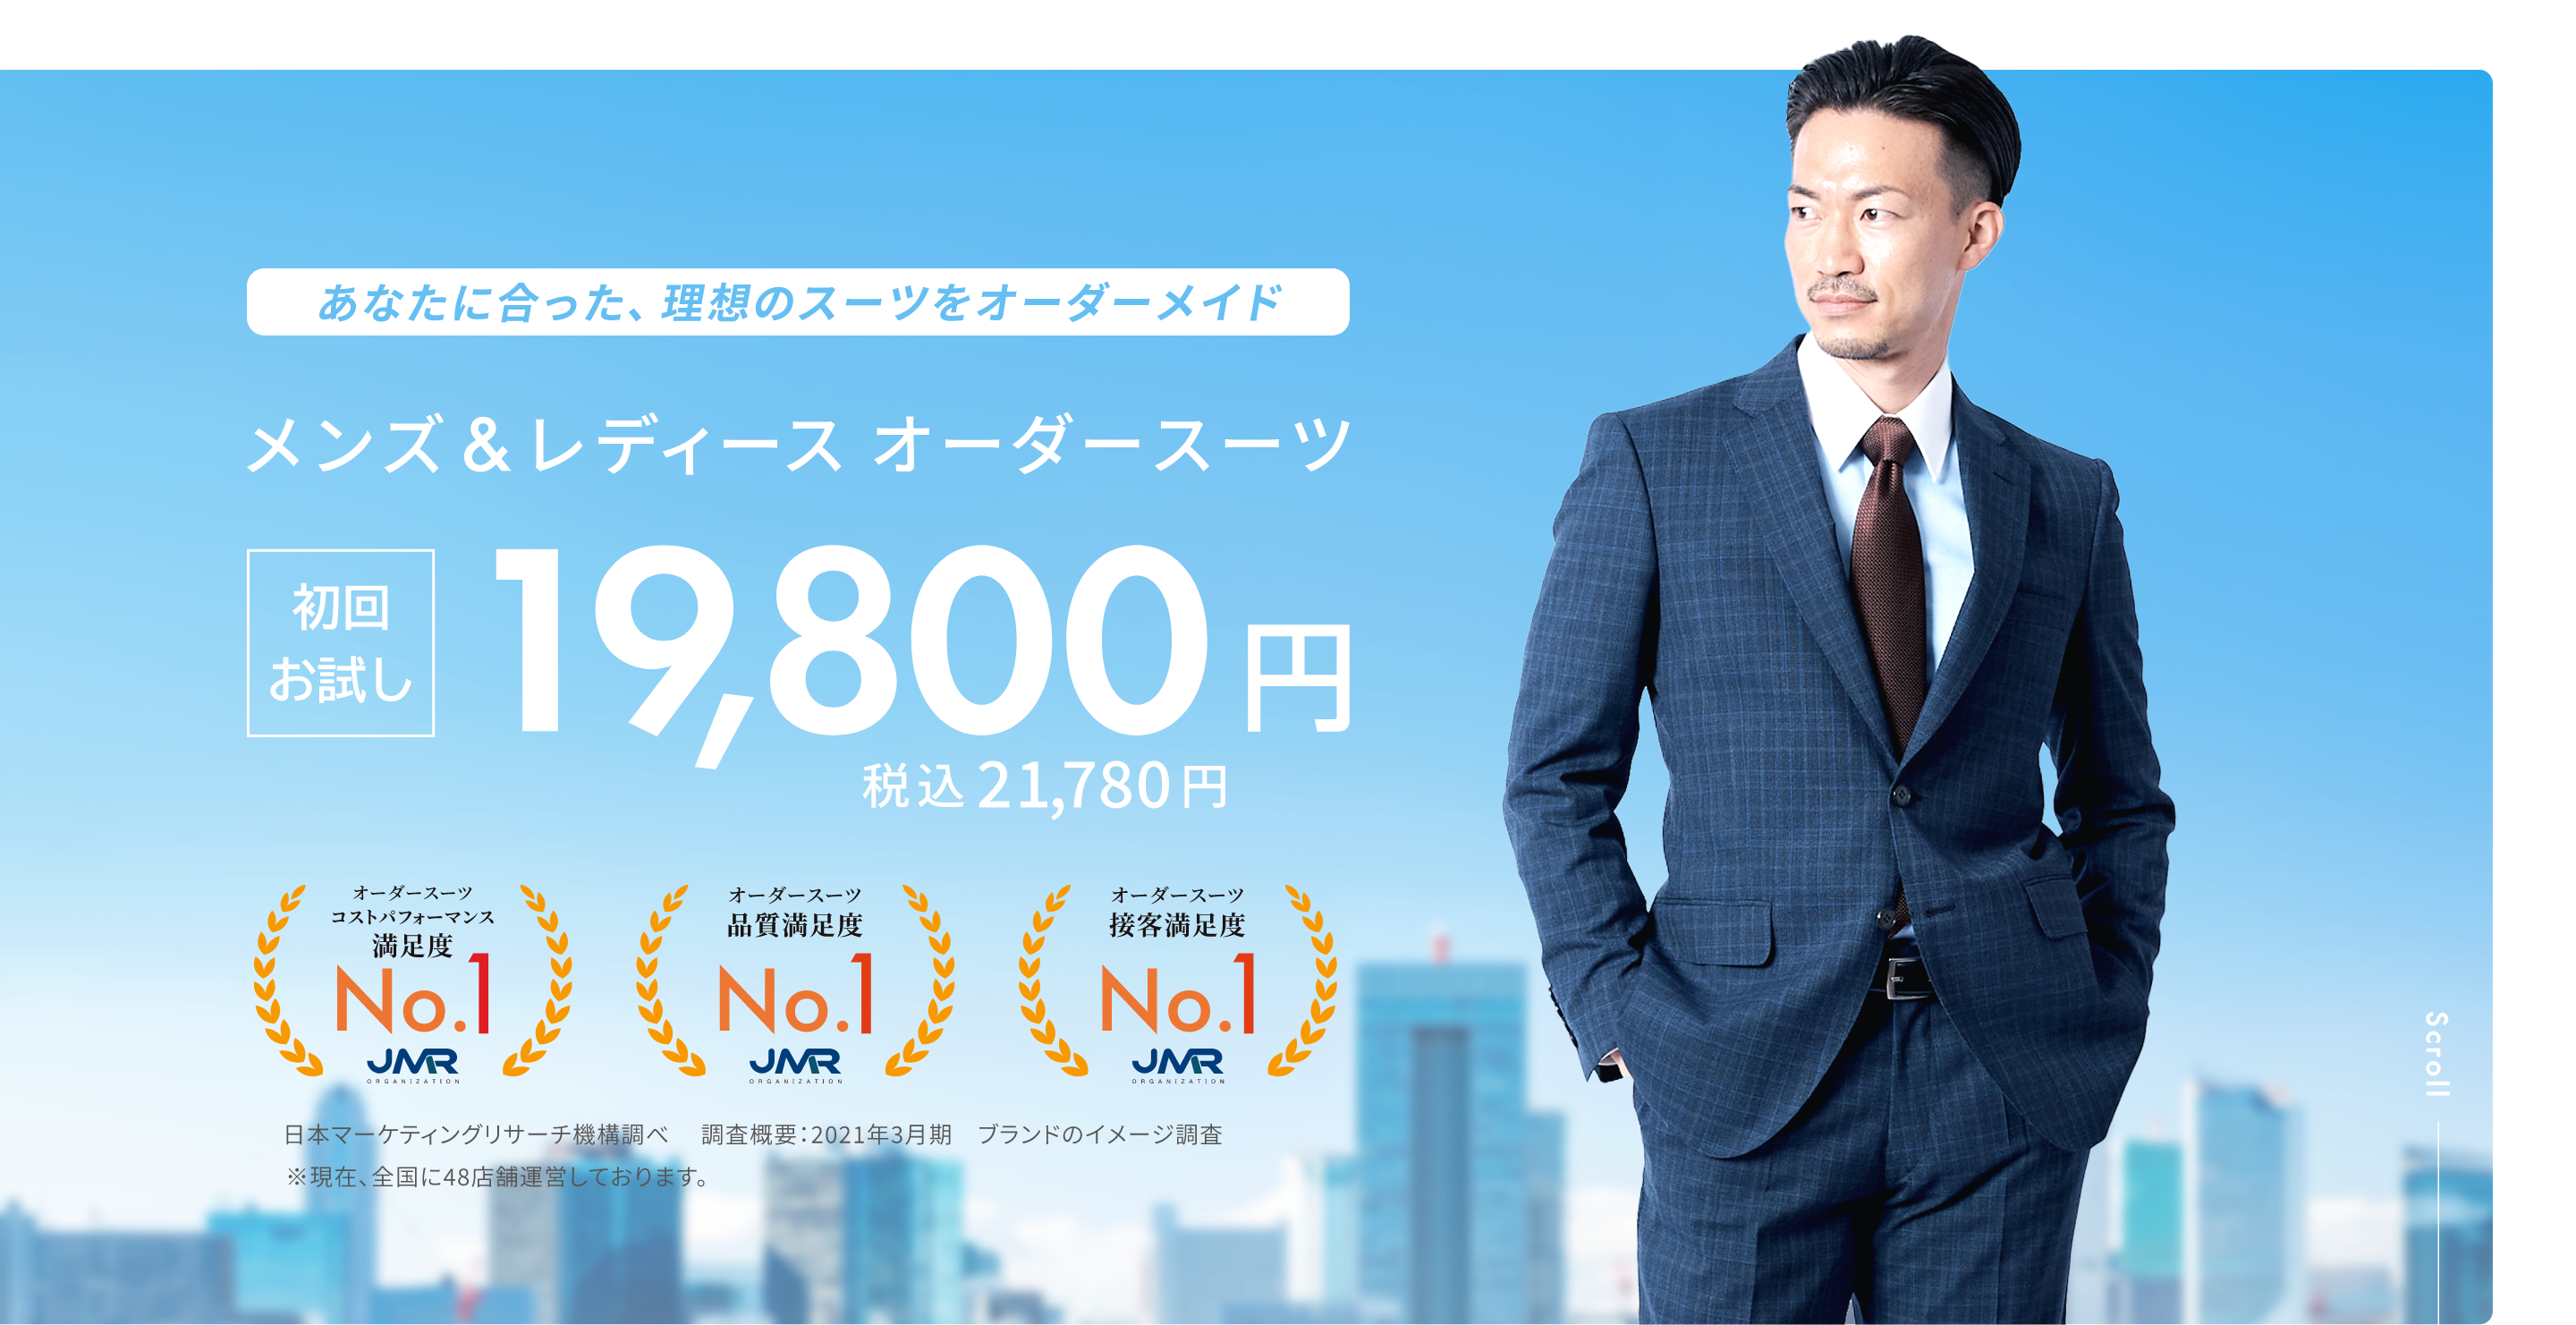 あなたに合った、理想のスーツをオーダーメイド
メンズ＆レディース オーダースーツ
初回
お試し
19,800円
税込21,780円
オーダースーツ
コストパフォーマンス
満足度
No.1
JMR
ORGANIZATION
オーダースーツ
品質満足度
No.1
JMR
ORGANIZATION
オーダースーツ
接客満足度
No.1
JMR
ORGANIZATION
日本マーケティングリサーチ機構調べ　調査概要：2021年3月期　ブランドのイメージ調査
※現在、全国に48店舗運営しております。
Scroll